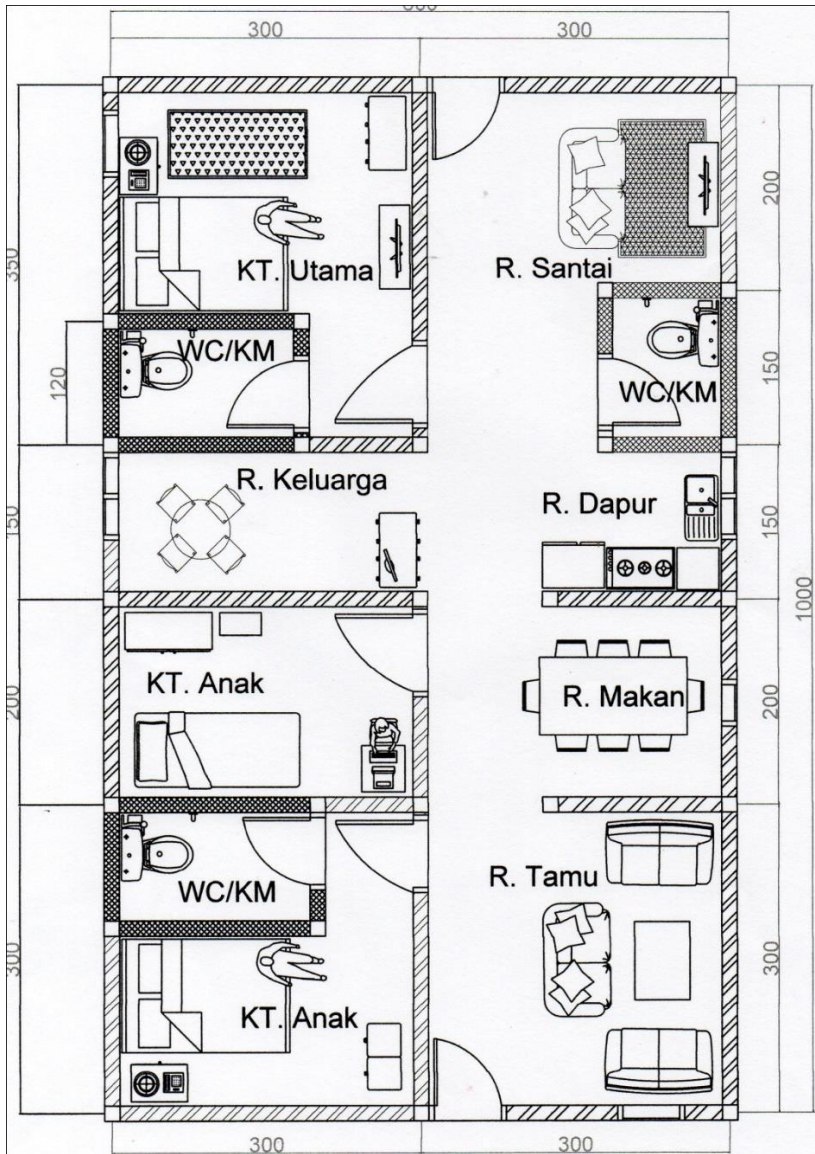 300
300
200
350
KT. Utama
R. Santai
WC/KM
120
150
WC/KM
R. Keluarga
R. Dapur
150
150
1000
KT. Anak
200
R. Makan
200
R. Tamu
WC/KM
300
300
KT. Anak
300
300